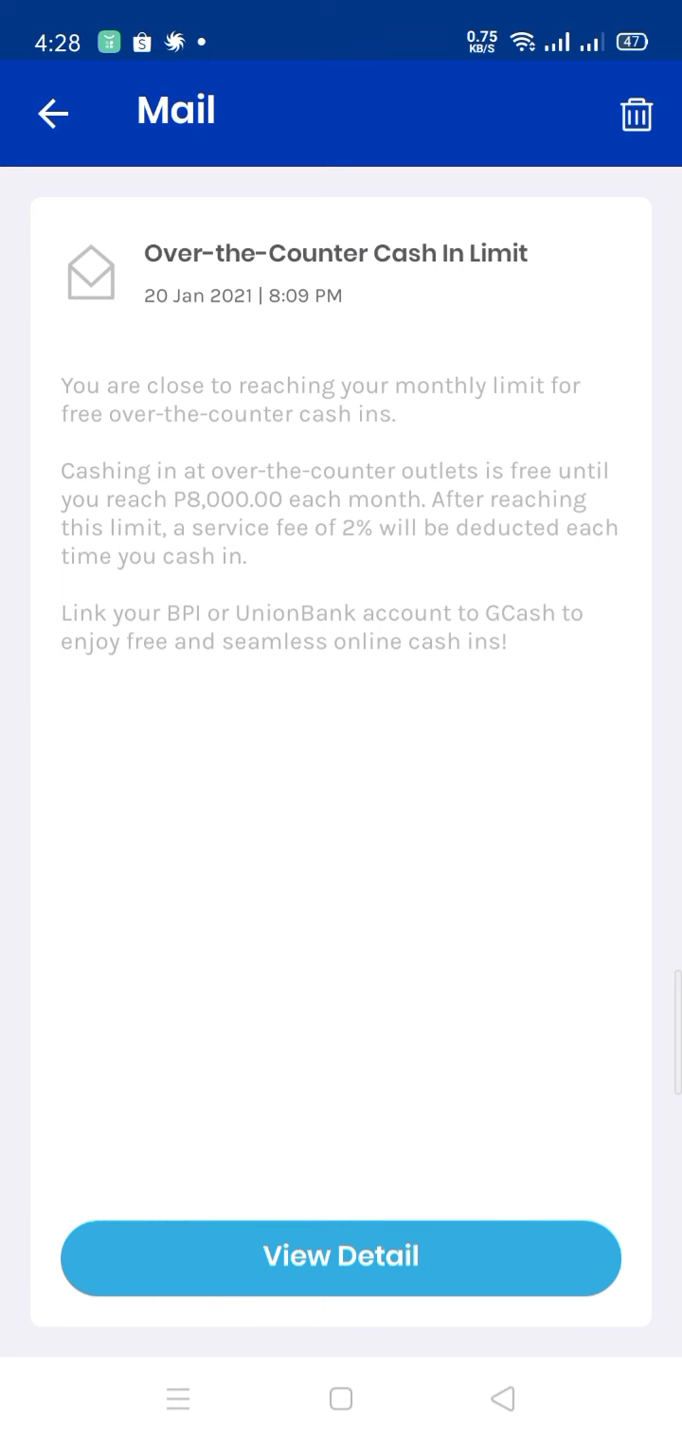 4:28
0.75
KB/S
47
Mail
Over-the-Counter Cash In Limit
20 Jan 2021 | 8:09 PM
You are close to reaching your monthly limit for
free over-the-counter cash ins.
Cashing in at over-the-counter outlets is free until
you reach P8,000.00 each month. After reaching
this limit, a service fee of 2% will be deducted each
time you cash in.
Link your BPI or UnionBank account to GCash to
enjoy free and seamless online cash ins!
View Detail